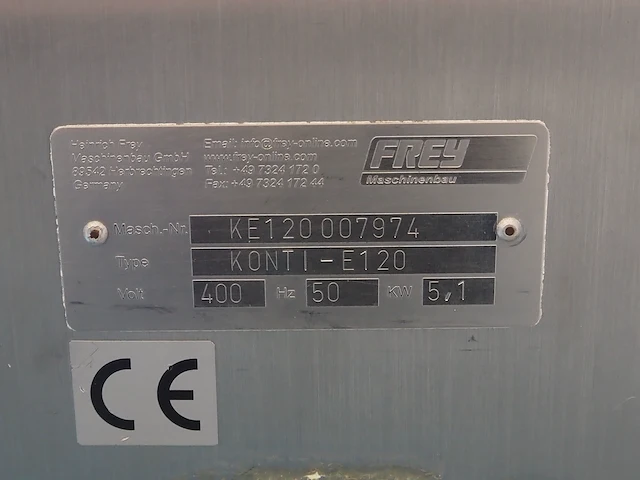 Heinrich Frey
Maschinenbau GmbH
89542 Herbrechtingen
Germany
Email: info@frey-online.com
www.frey-online.com
Tel.: +49 7324 172 0
Fax: +49 7324 172 44
FREY
Maschinenbau
Masch.-Nr. KE120 007974
Type KONTI-E120
Volt 400 Hz 50 KW 5,1
CE